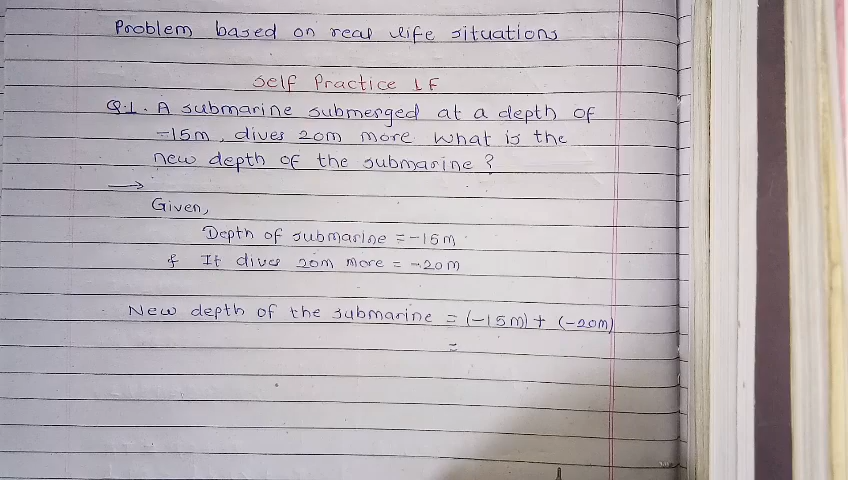 Problem based on real life situations
Self Practice 1F
Q.1. A submarine submerged at a depth of
-15m, dives 20m more what is the
new depth of the submarine?
→
Given,
Depth of submarine = -15m.
& It dives 20m more = -20m
New depth of the submarine = (-15m) + (-20m)
=